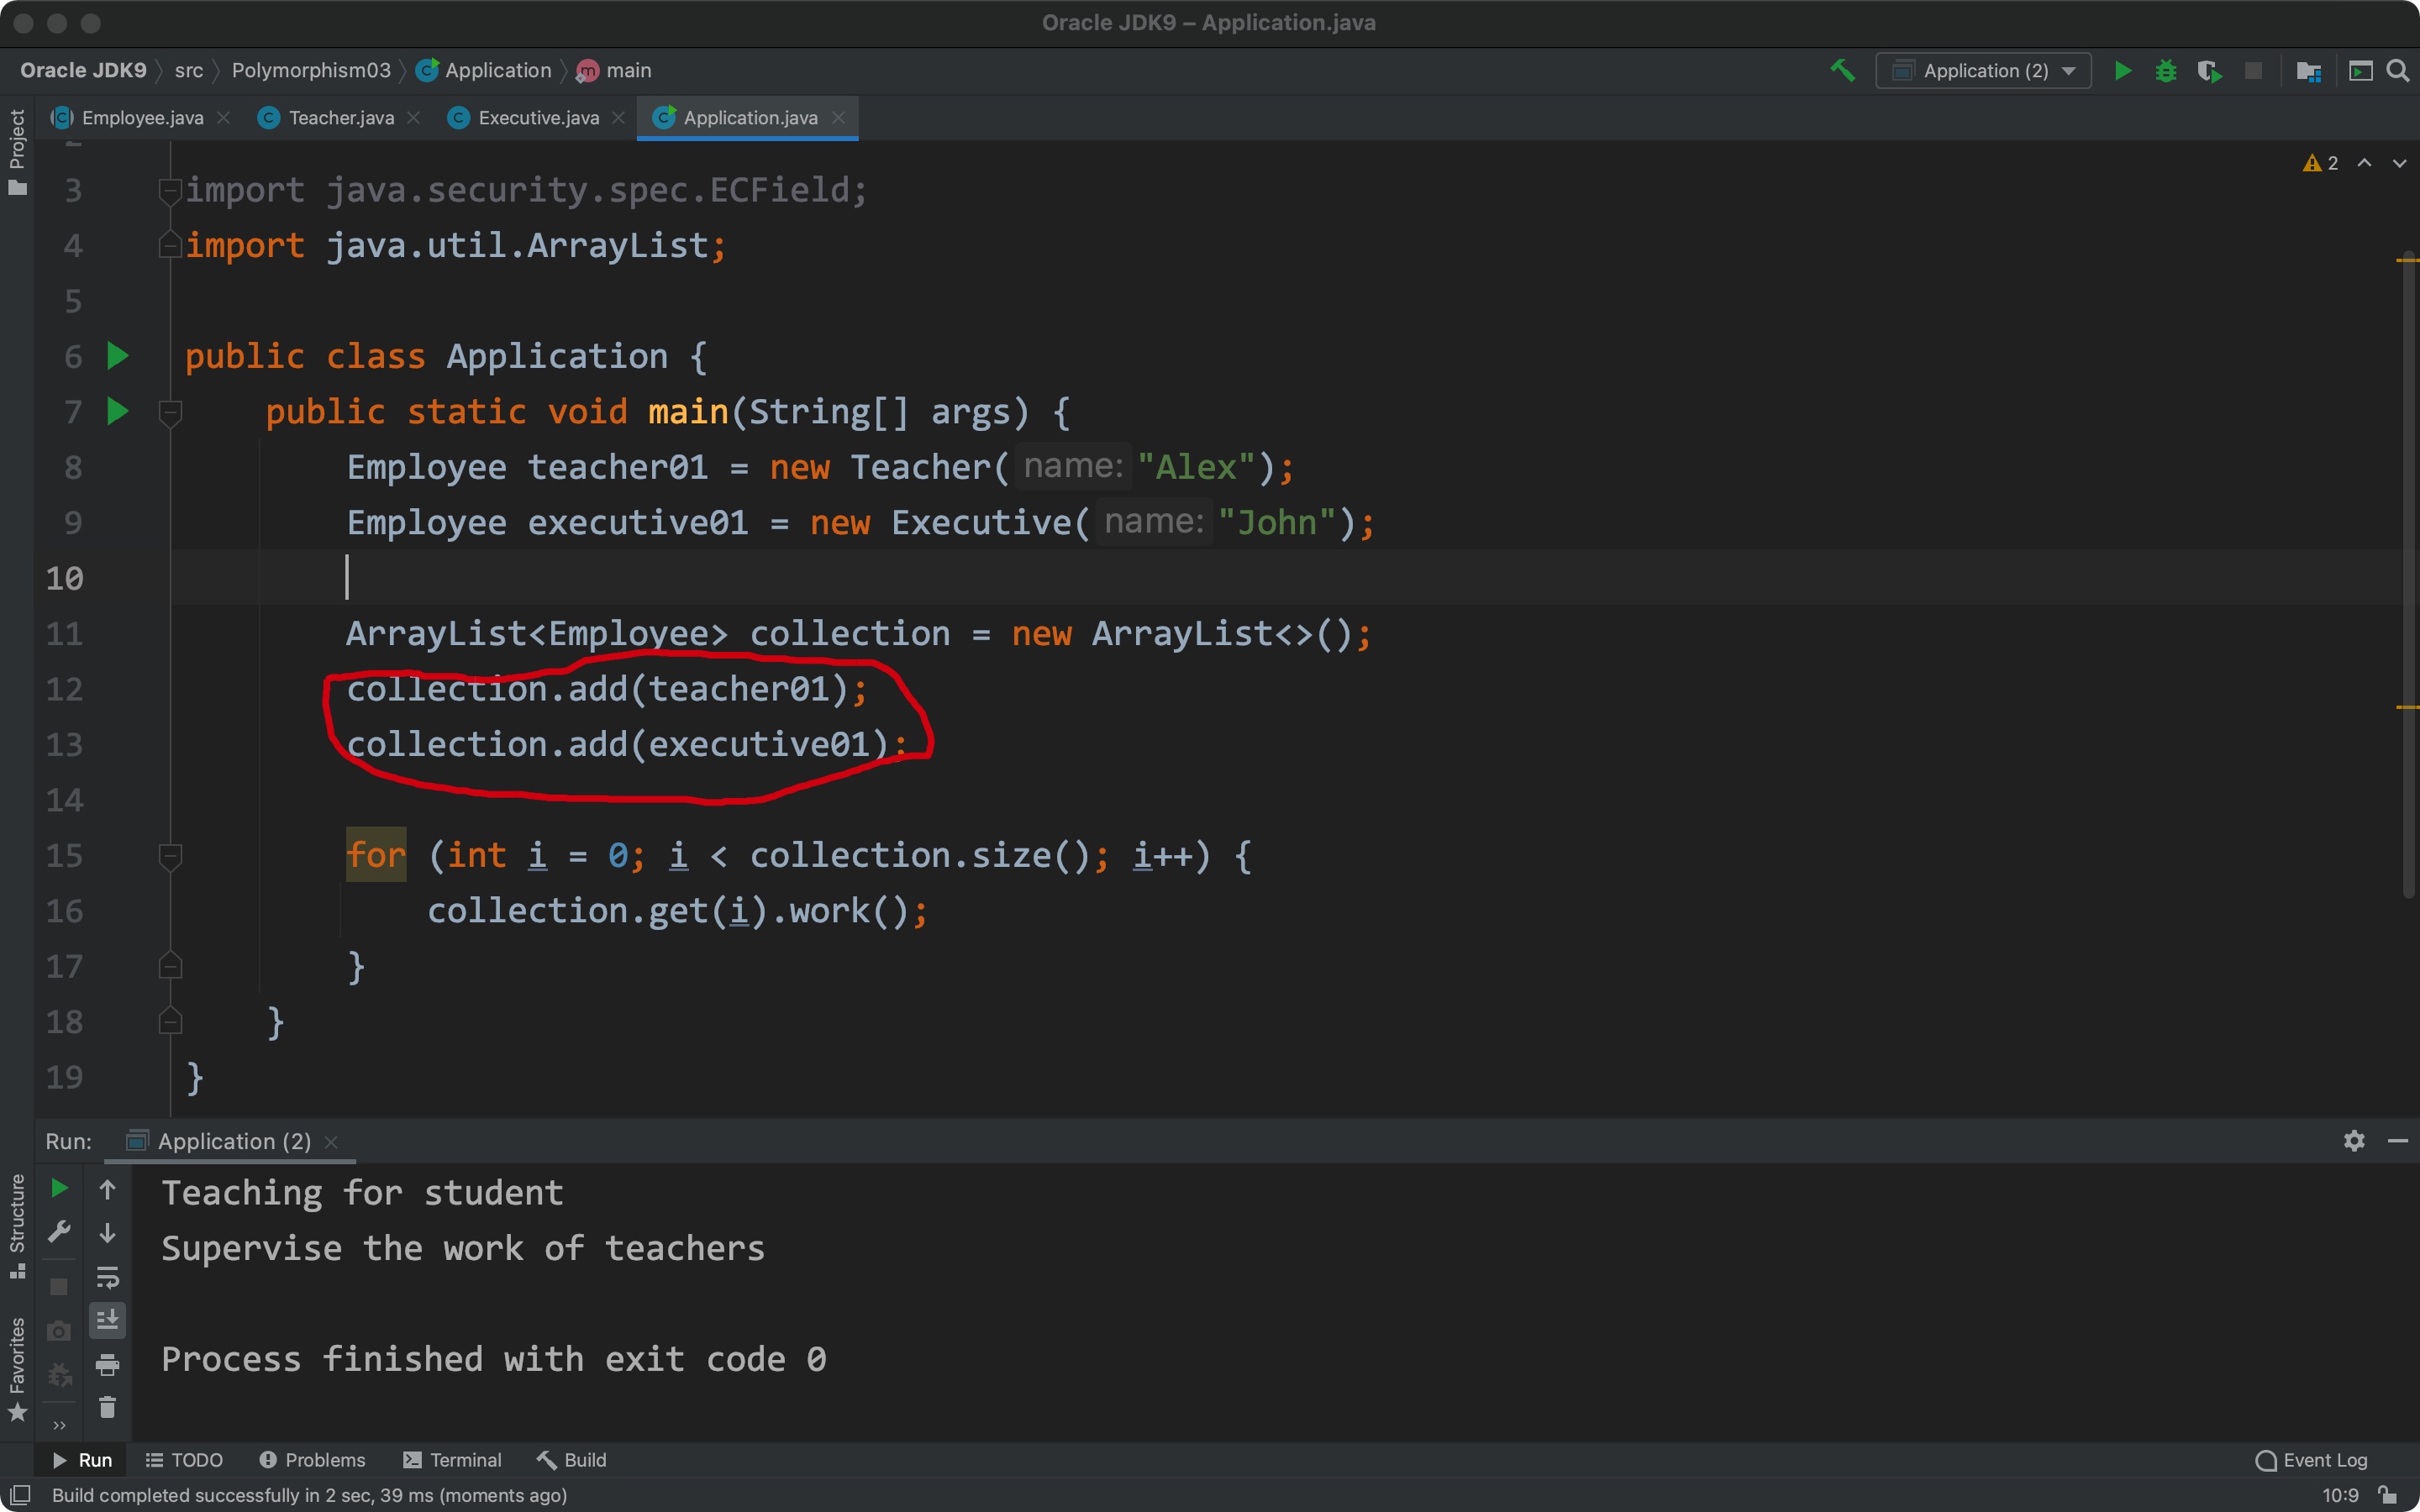 Oracle JDK9 – Application.java
Oracle JDK9 src Polymorphism03 Application main
Application (2)
Project
Employee.java Teacher.java Executive.java Application.java
2
3 import java.security.spec.ECField;
4 import java.util.ArrayList;
5
6 public class Application {
7 public static void main(String[] args) {
8 Employee teacher01 = new Teacher( name: "Alex");
9 Employee executive01 = new Executive( name: "John");
10
11 ArrayList<Employee> collection = new ArrayList<>();
12 collection.add(teacher01);
13 collection.add(executive01);
14
15 for (int i = 0; i < collection.size(); i++) {
16 collection.get(i).work();
17 }
18 }
19 }
Run: Application (2)
Structure
Favorites
Teaching for student
Supervise the work of teachers
Process finished with exit code 0
Run TODO Problems Terminal Build Event Log
Build completed successfully in 2 sec, 39 ms (moments ago) 10:9